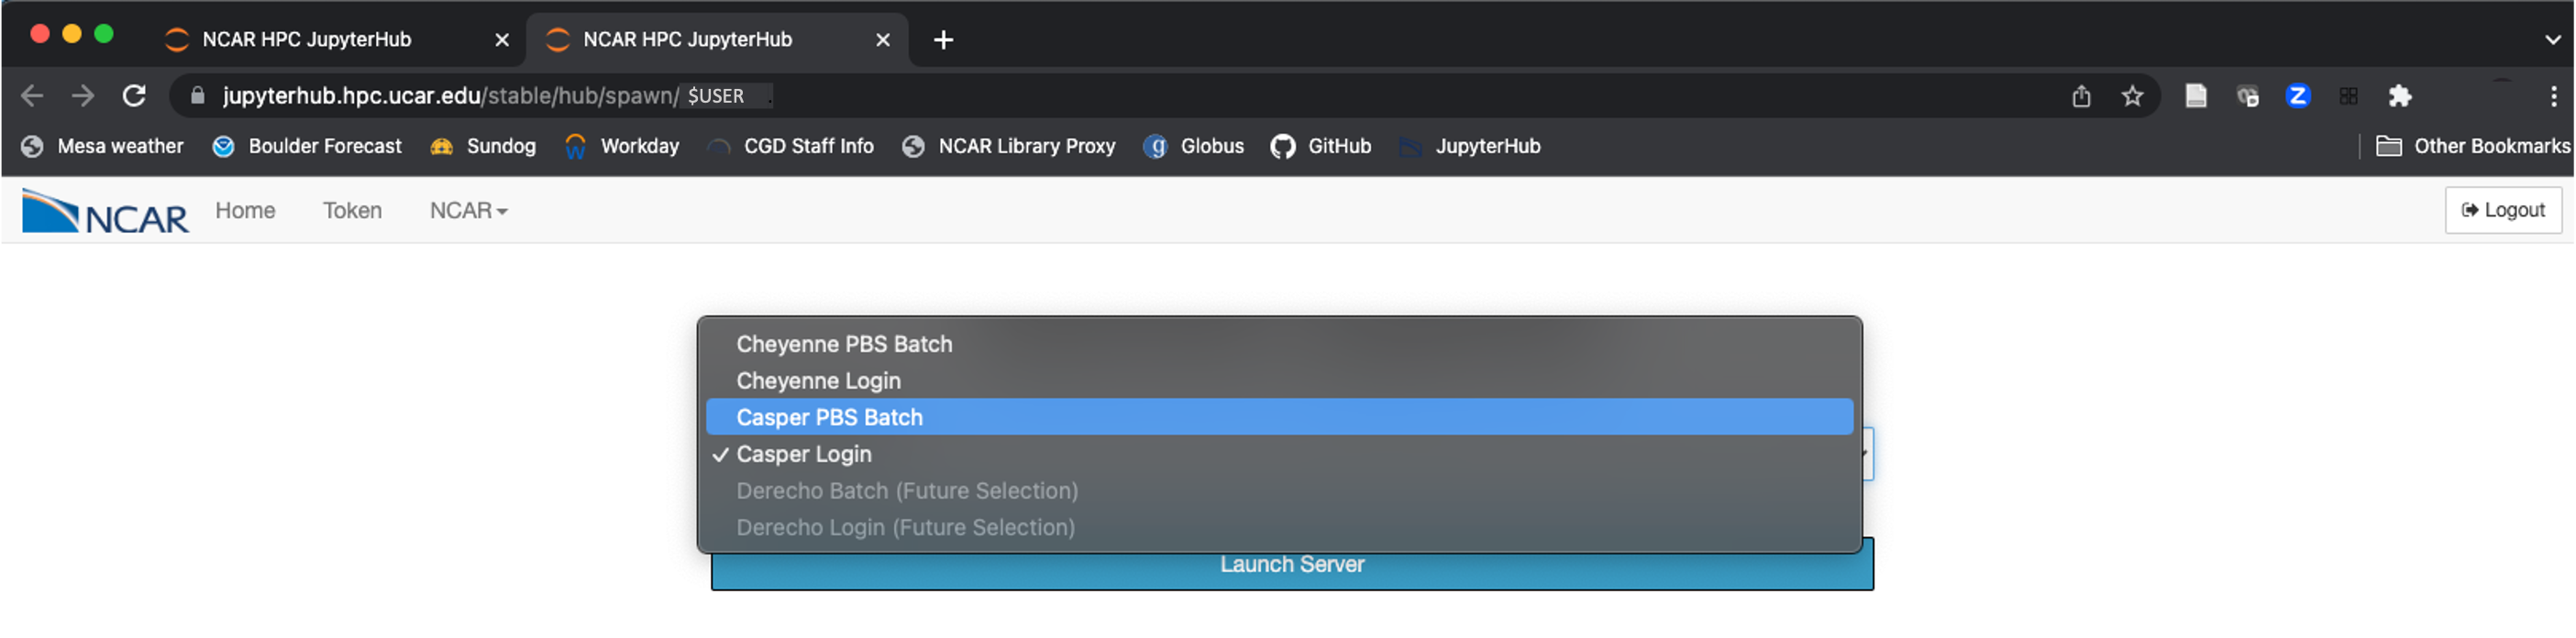 NCAR HPC JupyterHub NCAR HPC JupyterHub
jupyterhub.hpc.ucar.edu/stable/hub/spawn/ $USER
Mesa weather Boulder Forecast Sundog Workday CGD Staff Info NCAR Library Proxy Globus GitHub JupyterHub Other Bookmarks
NCAR Home Token NCAR Logout
Cheyenne PBS Batch
Cheyenne Login
Casper PBS Batch
Casper Login
Derecho Batch (Future Selection)
Derecho Login (Future Selection)
Launch Server